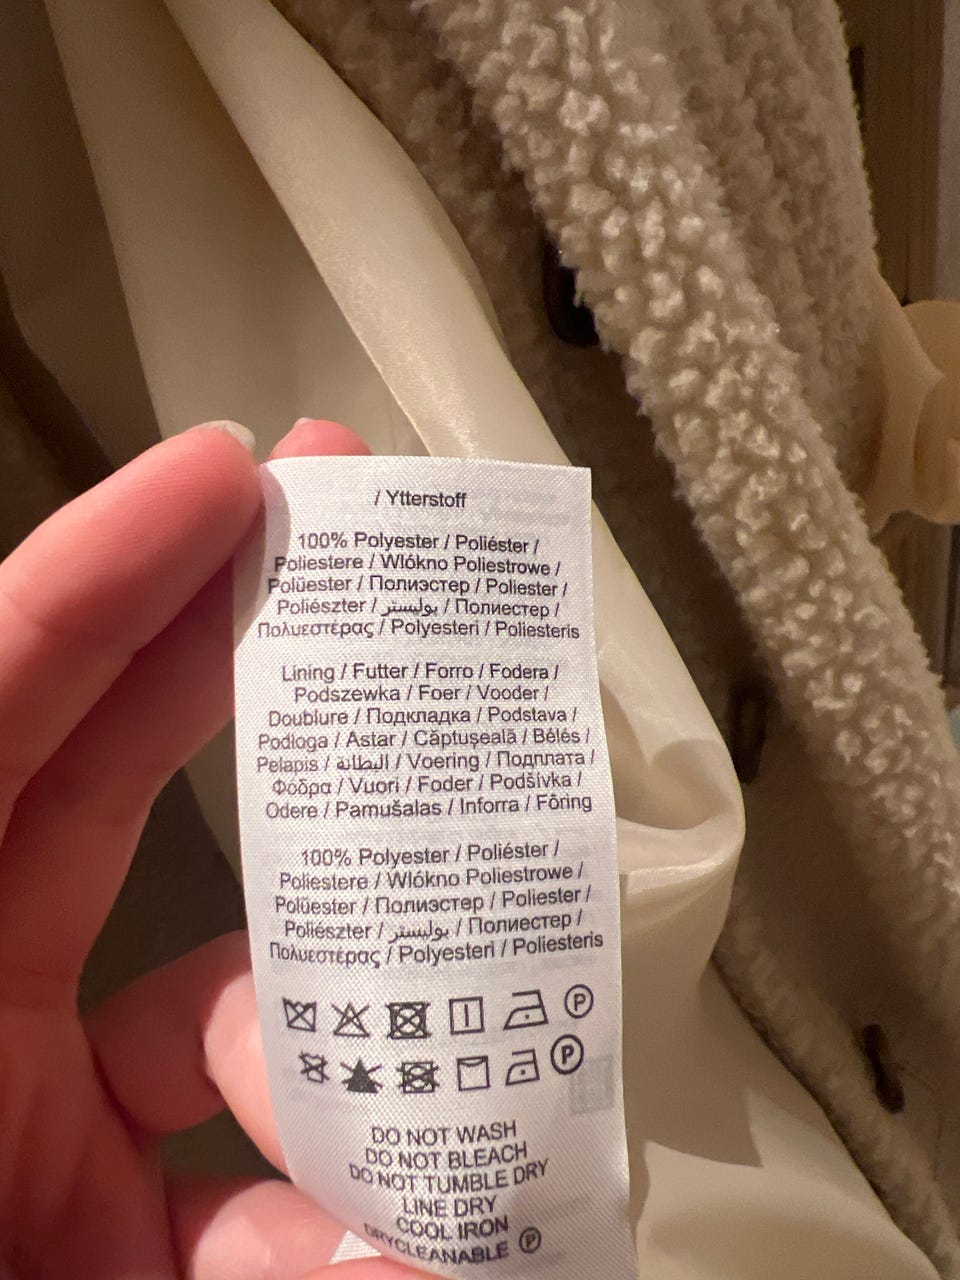 / Ytterstoff
100% Polyester / Poliéster /
Poliestere / Wlókno Poliestrowe /
Polüester / Полиэстер / Poliester /
Poliészter / بوليستر / Полиестер /
Πολυεστέρας / Polyesteri / Poliesteris
Lining / Futter / Forro / Fodera /
Podszewka / Foer / Vooder /
Doublure / Подкладка / Podstava /
Podloga / Astar / Căptușeală / Bélés /
Pelapis / البطانة / Voering / Подплата /
Φόδρα / Vuori / Foder / Podšívka /
Odere / Pamušalas / Inforra / Fôring
100% Polyester / Poliéster /
Poliestere / Wlókno Poliestrowe /
Polüester / Полиэстер / Poliester /
Poliészter / بوليستر / Полиестер /
Πολυεστέρας / Polyesteri / Poliesteris
P
P
DO NOT WASH
DO NOT BLEACH
DO NOT TUMBLE DRY
LINE DRY
COOL IRON
DRYCLEANABLE P